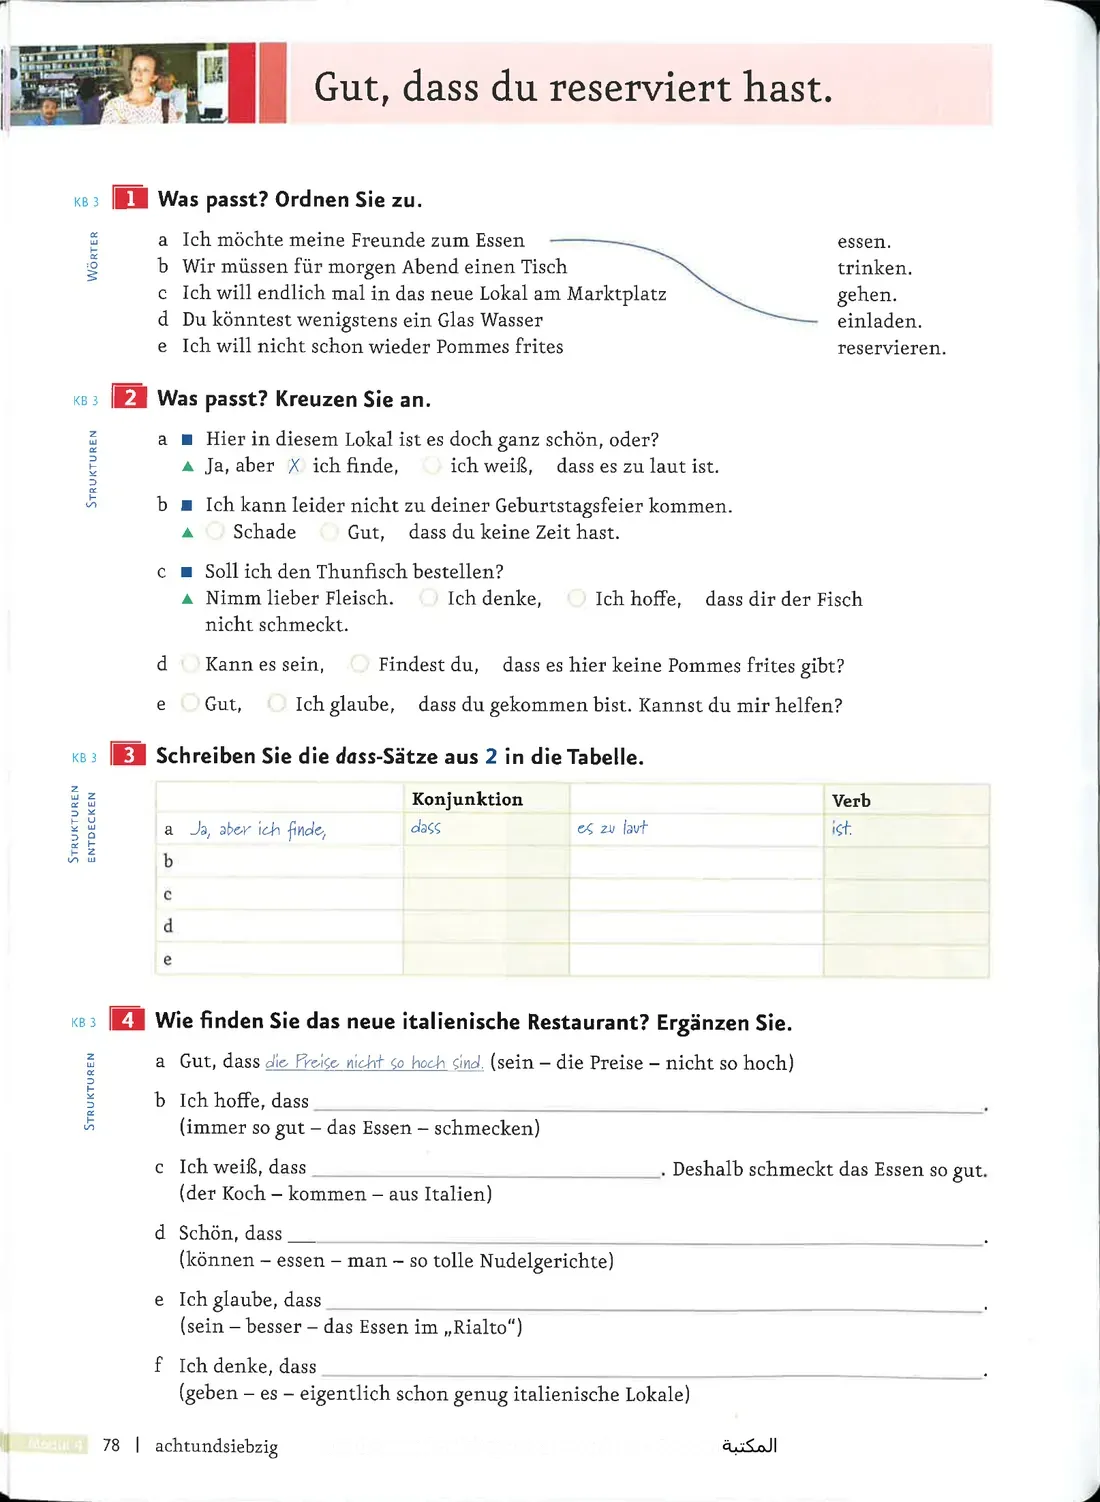 Gut, dass du reserviert hast.
KB 3 1 Was passt? Ordnen Sie zu.
WÖRTER
a Ich möchte meine Freunde zum Essen essen.
b Wir müssen für morgen Abend einen Tisch trinken.
c Ich will endlich mal in das neue Lokal am Marktplatz gehen.
d Du könntest wenigstens ein Glas Wasser einladen.
e Ich will nicht schon wieder Pommes frites reservieren.
KB 3 2 Was passt? Kreuzen Sie an.
STRUKTUREN
a Hier in diesem Lokal ist es doch ganz schön, oder?
Ja, aber X ich finde, ich weiß, dass es zu laut ist.
b Ich kann leider nicht zu deiner Geburtstagsfeier kommen.
Schade Gut, dass du keine Zeit hast.
c Soll ich den Thunfisch bestellen?
Nimm lieber Fleisch. Ich denke, Ich hoffe, dass dir der Fisch
nicht schmeckt.
d Kann es sein, Findest du, dass es hier keine Pommes frites gibt?
e Gut, Ich glaube, dass du gekommen bist. Kannst du mir helfen?
KB 3 3 Schreiben Sie die dass-Sätze aus 2 in die Tabelle.
STRUKTUREN
ENTDECKEN
Konjunktion Verb
a Ja, aber ich finde, dass es zu laut ist.
b
c
d
e
KB 3 4 Wie finden Sie das neue italienische Restaurant? Ergänzen Sie.
STRUKTUREN
a Gut, dass die Preise nicht so hoch sind. (sein – die Preise – nicht so hoch)
b Ich hoffe, dass ______.
(immer so gut – das Essen – schmecken)
c Ich weiß, dass ______. Deshalb schmeckt das Essen so gut.
(der Koch – kommen – aus Italien)
d Schön, dass ______.
(können – essen – man – so tolle Nudelgerichte)
e Ich glaube, dass ______.
(sein – besser – das Essen im „Rialto“)
f Ich denke, dass ______.
(geben – es – eigentlich schon genug italienische Lokale)
Modul 4 78 | achtundsiebzig المكتبة